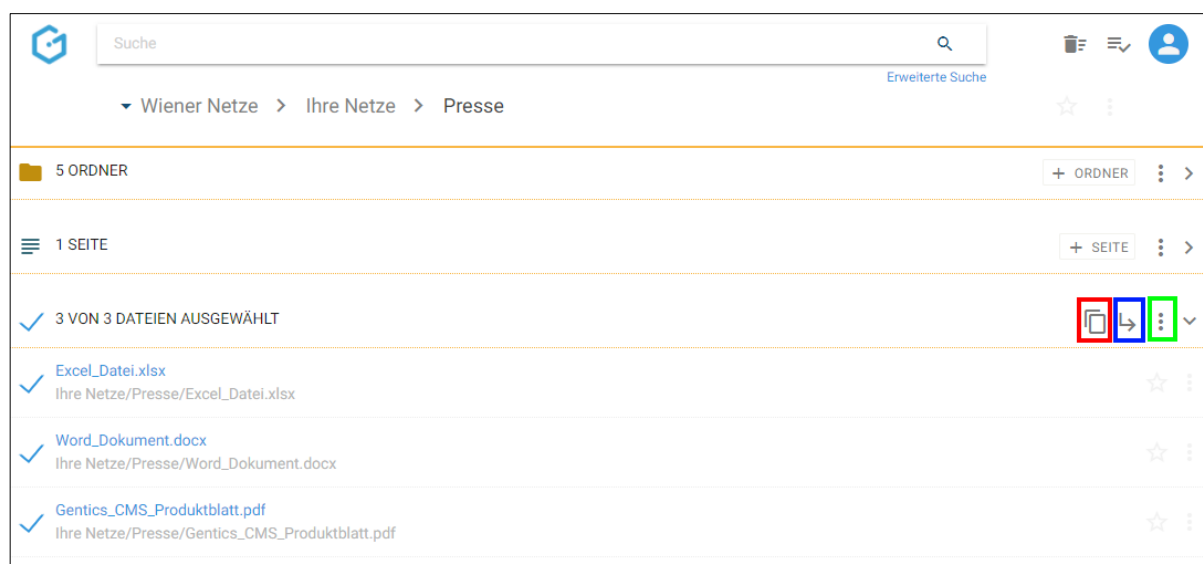 Suche
Erweiterte Suche
Wiener Netze > Ihre Netze > Presse
5 ORDNER
+ ORDNER
1 SEITE
+ SEITE
3 VON 3 DATEIEN AUSGEWÄHLT
Excel_Datei.xlsx
Ihre Netze/Presse/Excel_Datei.xlsx
Word_Dokument.docx
Ihre Netze/Presse/Word_Dokument.docx
Gentics_CMS_Produktblatt.pdf
Ihre Netze/Presse/Gentics_CMS_Produktblatt.pdf